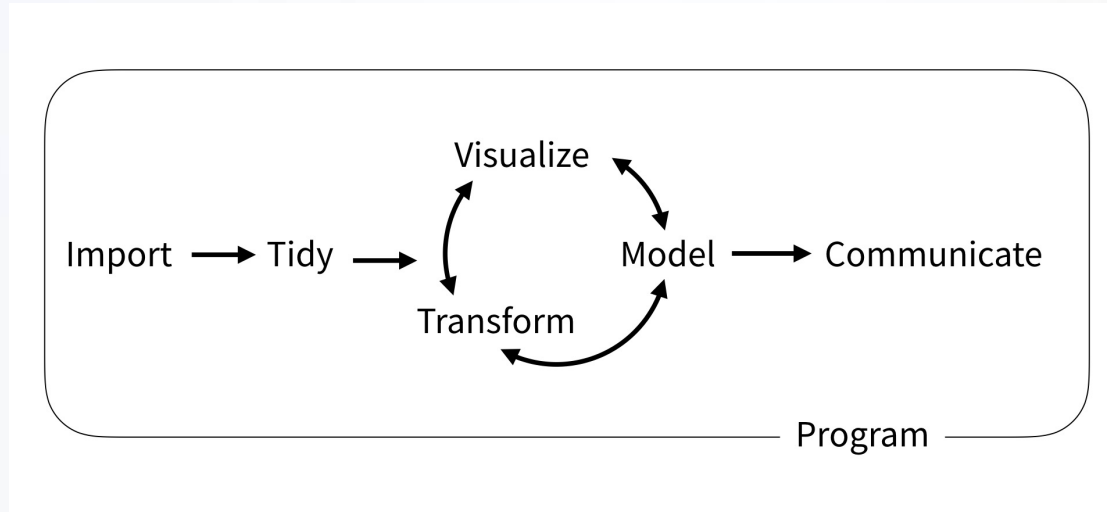 Visualize
Import
Tidy
Model
Communicate
Transform
Program